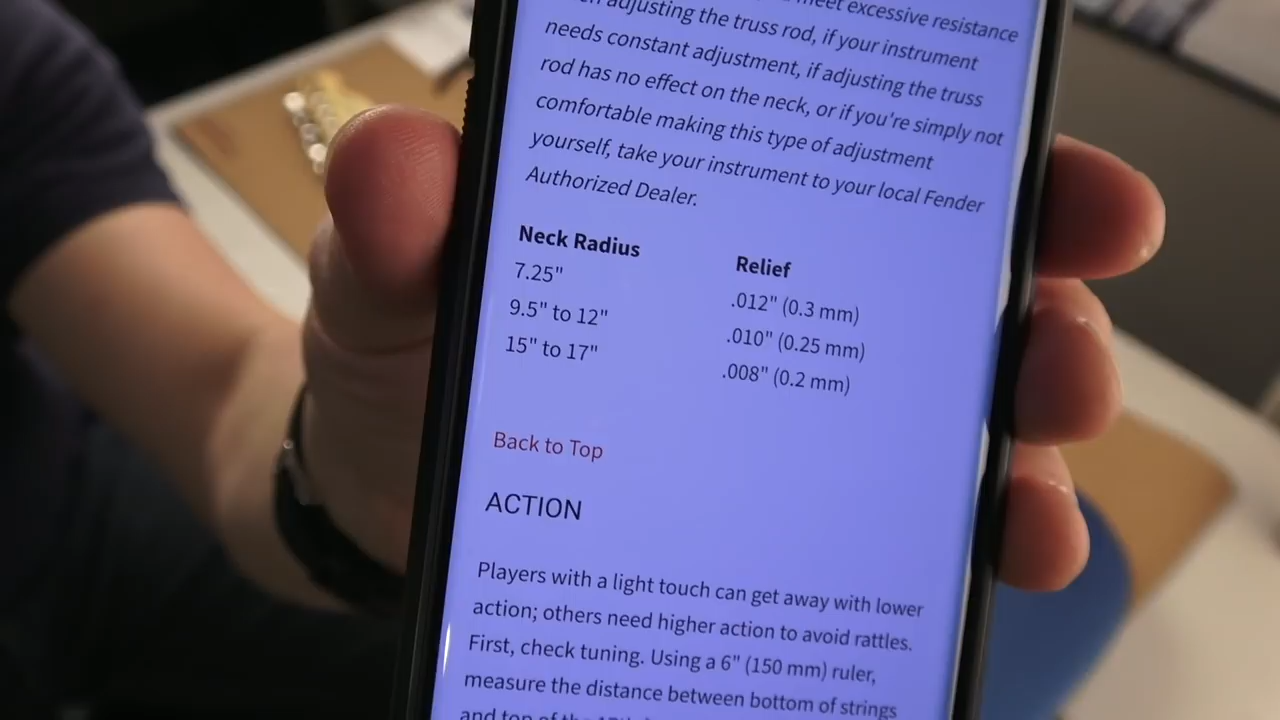 meet excessive resistance
adjusting the truss rod, if your instrument
needs constant adjustment, if adjusting the truss
rod has no effect on the neck, or if you're simply not
comfortable making this type of adjustment
yourself, take your instrument to your local Fender
Authorized Dealer.
Neck Radius Relief
7.25" .012" (0.3 mm)
9.5" to 12" .010" (0.25 mm)
15" to 17" .008" (0.2 mm)
Back to Top
ACTION
Players with a light touch can get away with lower
action; others need higher action to avoid rattles.
First, check tuning. Using a 6" (150 mm) ruler,
measure the distance between bottom of strings
and top of the